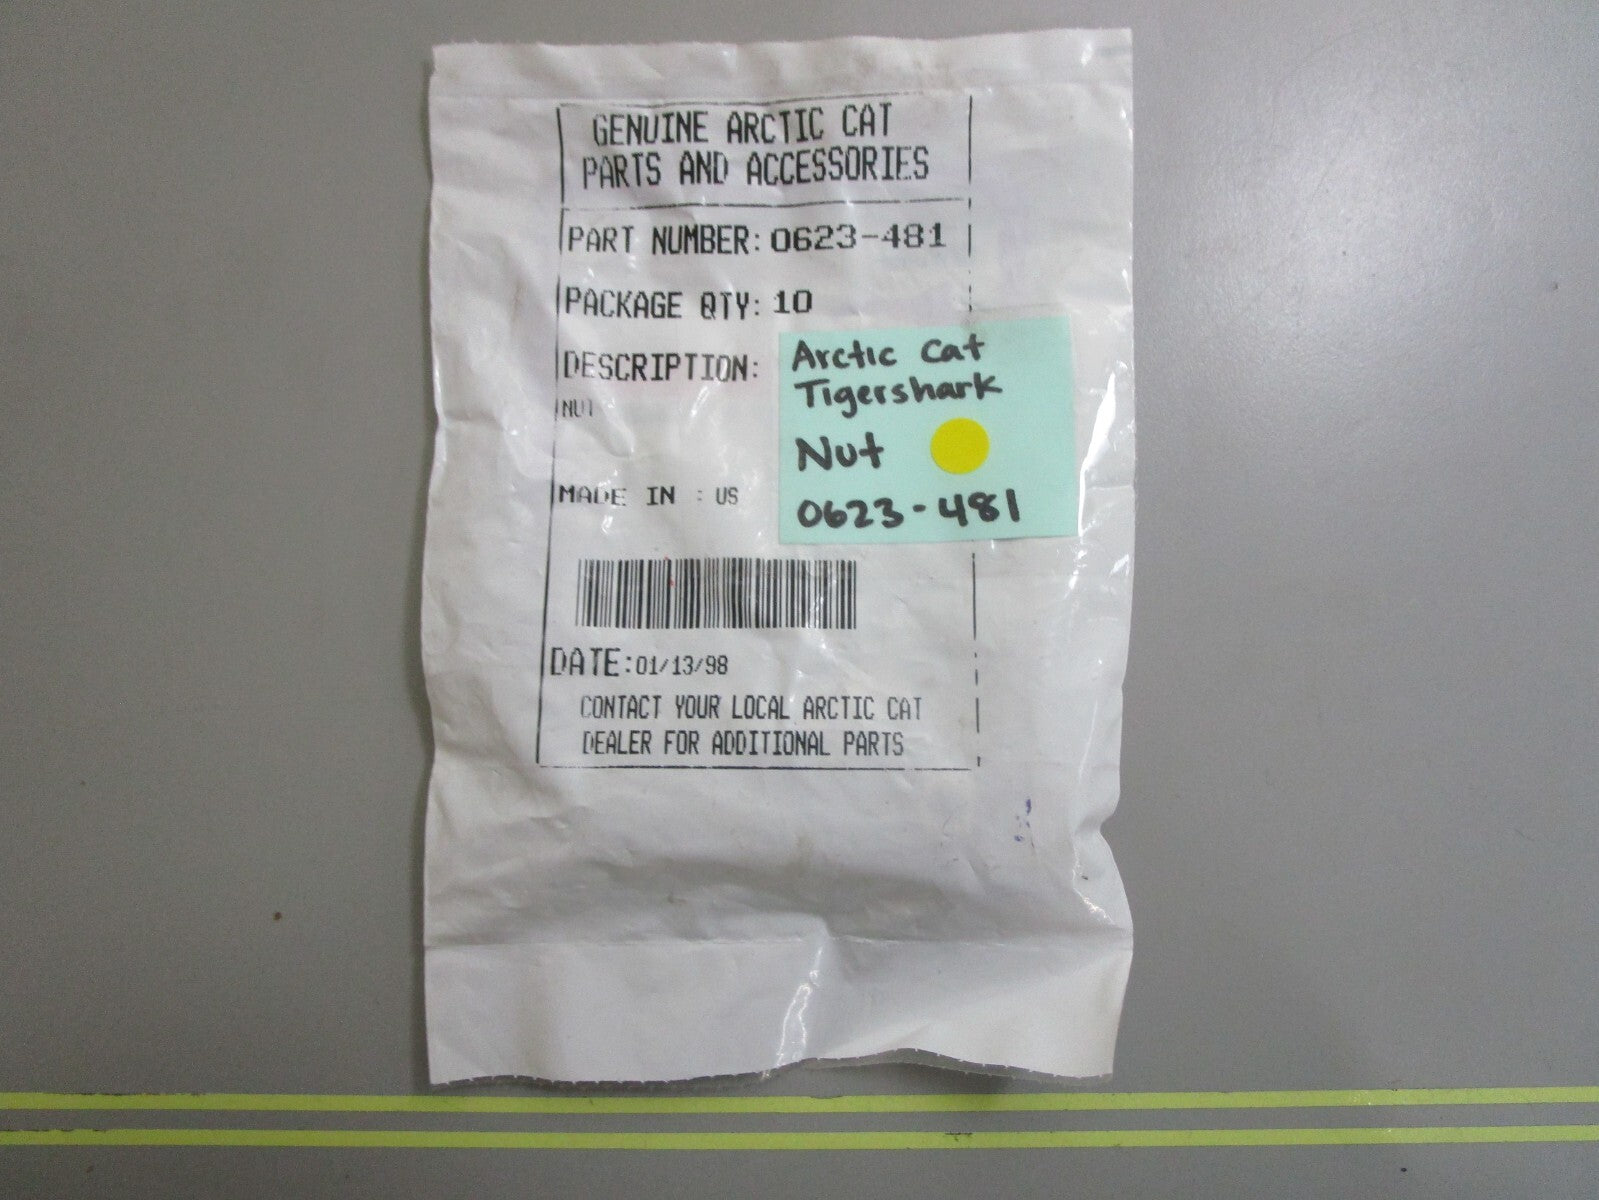 GENUINE ARCTIC CAT
PARTS AND ACCESSORIES
PART NUMBER: 0623-481
PACKAGE QTY: 10
DESCRIPTION:
NUT
MADE IN : US
DATE:01/13/98
CONTACT YOUR LOCAL ARCTIC CAT
DEALER FOR ADDITIONAL PARTS
Arctic Cat
Tigershark
Nut
0623-481